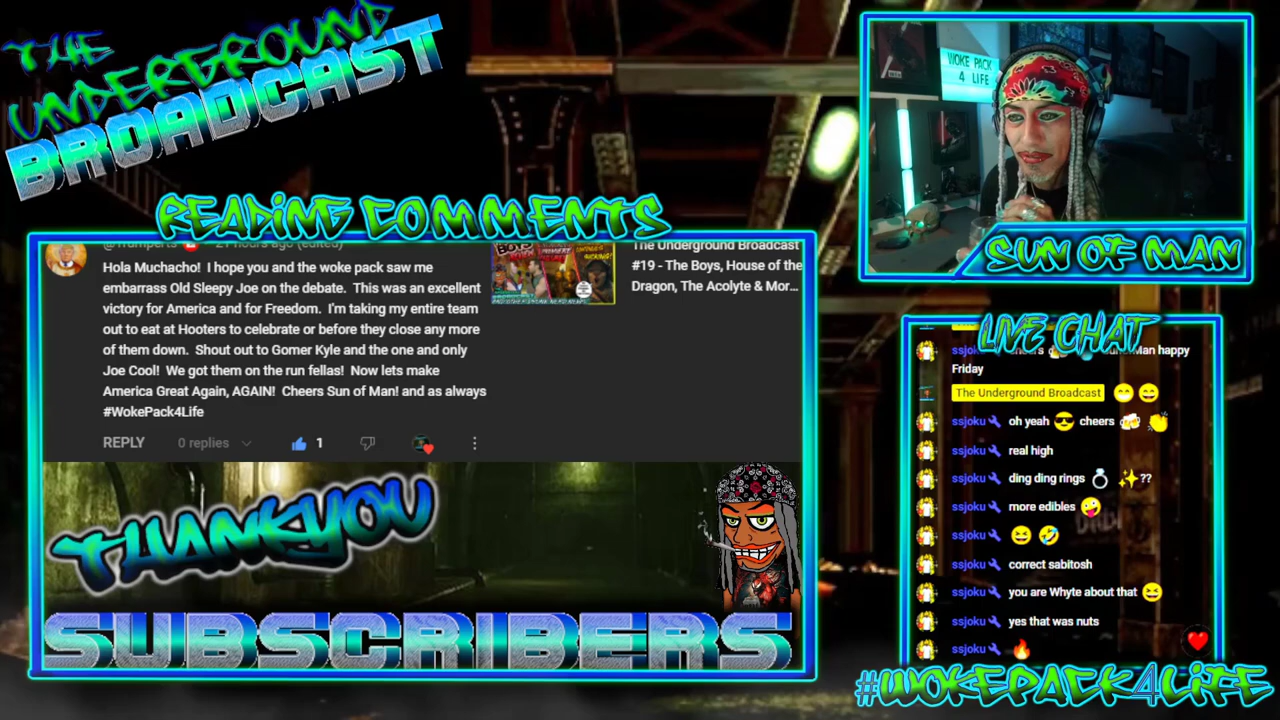 THE
UNDERGROUND
BROADCAST
READING COMMENTS
21 hours ago (edited)
Hola Muchacho! I hope you and the woke pack saw me
embarrass Old Sleepy Joe on the debate. This was an excellent
victory for America and for Freedom. I'm taking my entire team
out to eat at Hooters to celebrate or before they close any more
of them down. Shout out to Gomer Kyle and the one and only
Joe Cool! We got them on the run fellas! Now lets make
America Great Again, AGAIN! Cheers Sun of Man! and as always
#WokePack4Life
REPLY 0 replies 1
The Underground Broadcast
#19 - The Boys, House of the
Dragon, The Acolyte & Mor...
THANKYOU
SUBSCRIBERS
WOKE PACK
4 LIFE
SUN OF MAN
LIVE CHAT
ssjoku happy
Friday
The Underground Broadcast 😁 😄
ssjoku oh yeah 😎 cheers 🍻 👏
ssjoku real high
ssjoku ding ding rings 💍 ✨??
ssjoku more edibles 🤪
ssjoku 😆 🤣
ssjoku correct sabitosh
ssjoku you are Whyte about that 😆
ssjoku yes that was nuts
ssjoku 🔥
#WOKEPACK4LIFE